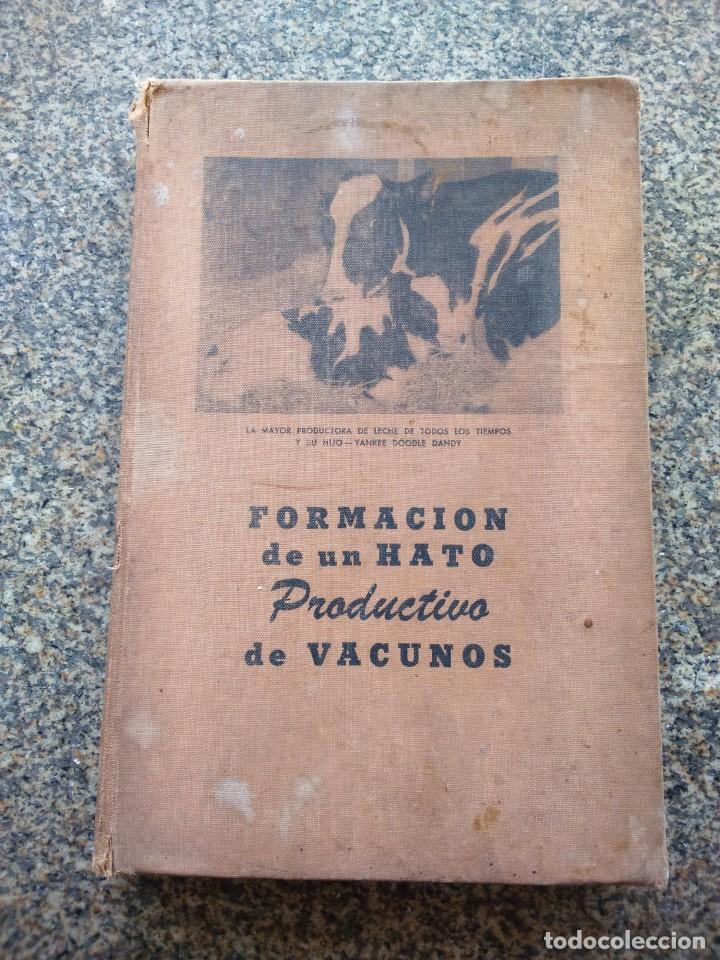 LA MAYOR PRODUCTORA DE LECHE DE TODOS LOS TIEMPOS
Y SU HIJO — YANKEE DOODLE DANDY
FORMACION
de un HATO
Productivo
de VACUNOS
todocoleccion